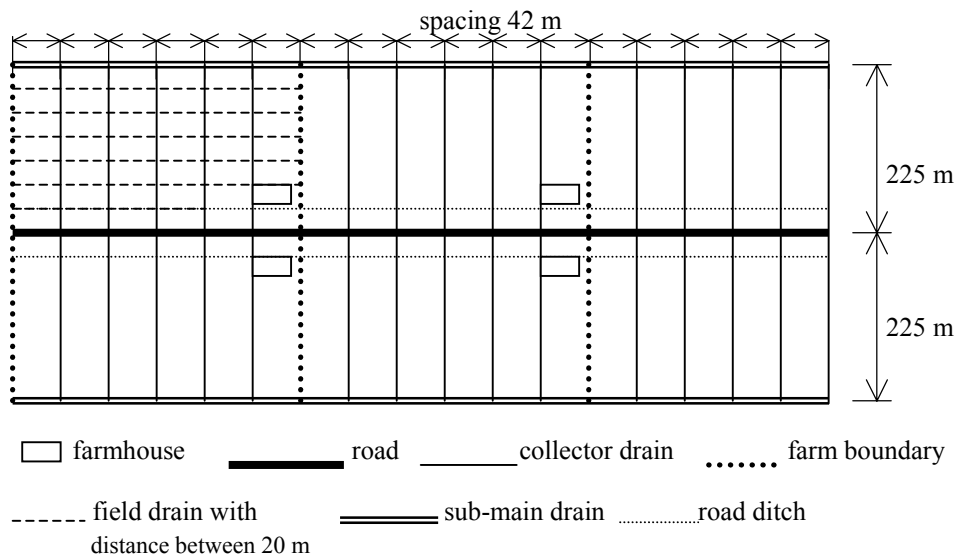 spacing 42 m
225 m
225 m
farmhouse road collector drain farm boundary
field drain with sub-main drain road ditch
distance between 20 m